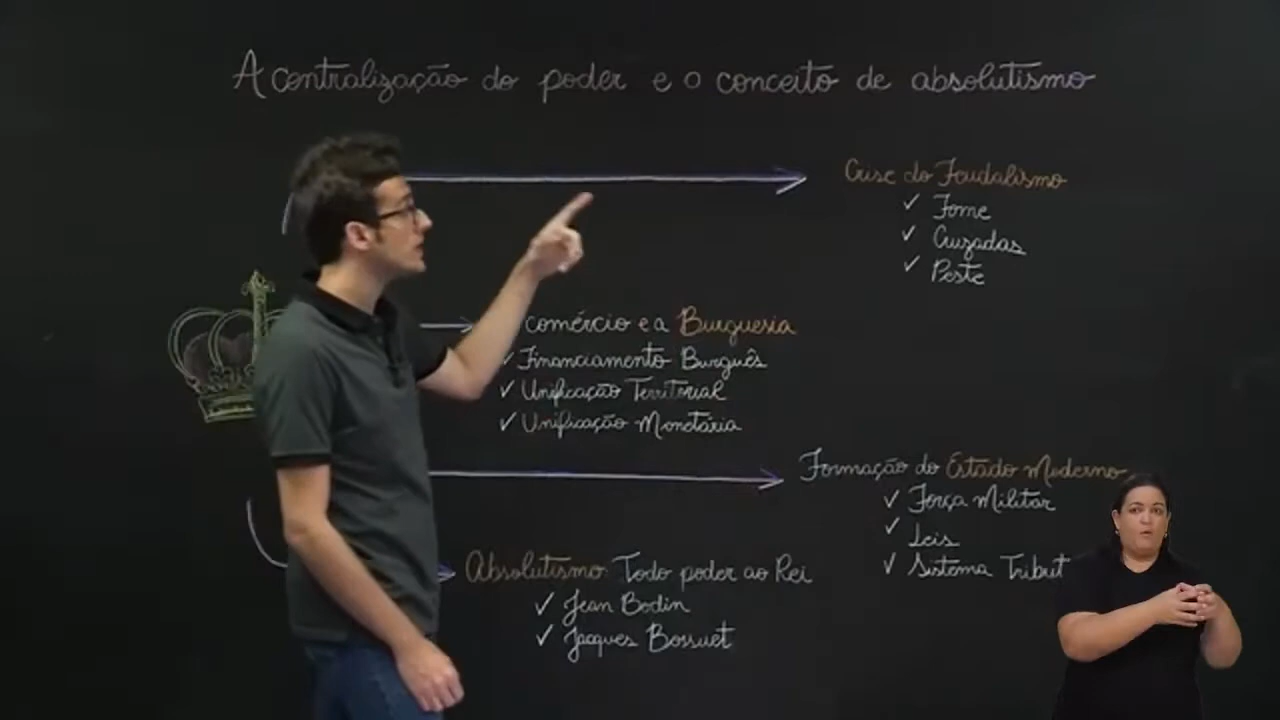 A centralização do poder e o conceito de absolutismo
Crise do Feudalismo
✓ Fome
✓ Cruzadas
✓ Peste
comércio e a Burguesia
✓ Financiamento Burguês
✓ Unificação Territorial
✓ Unificação Monetária
Formação do Estado Moderno
✓ Força Militar
✓ Leis
✓ Sistema Tribut
Absolutismo: Todo poder ao Rei
✓ Jean Bodin
✓ Jacques Bossuet